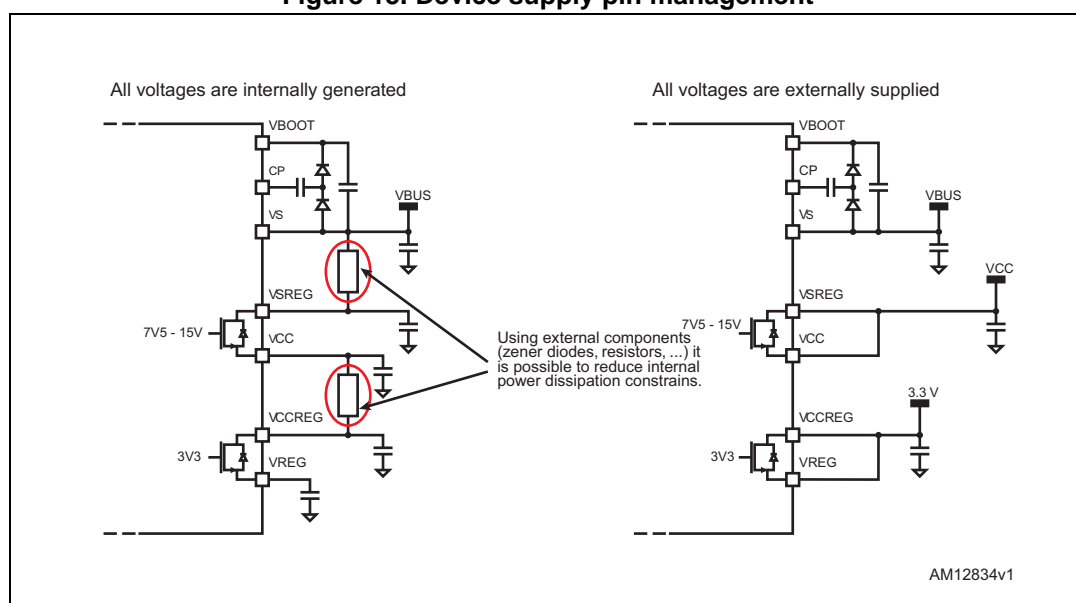 Figure 16. Device supply pin management
All voltages are internally generated
VBOOT
CP
VS
VBUS
VSREG
7V5 - 15V
VCC
VCCREG
3V3
VREG
Using external components
(zener diodes, resistors, ...) it
is possible to reduce internal
power dissipation constrains.
All voltages are externally supplied
VBOOT
CP
VS
VBUS
VCC
VSREG
7V5 - 15V
VCC
3.3 V
VCCREG
3V3
VREG
AM12834v1